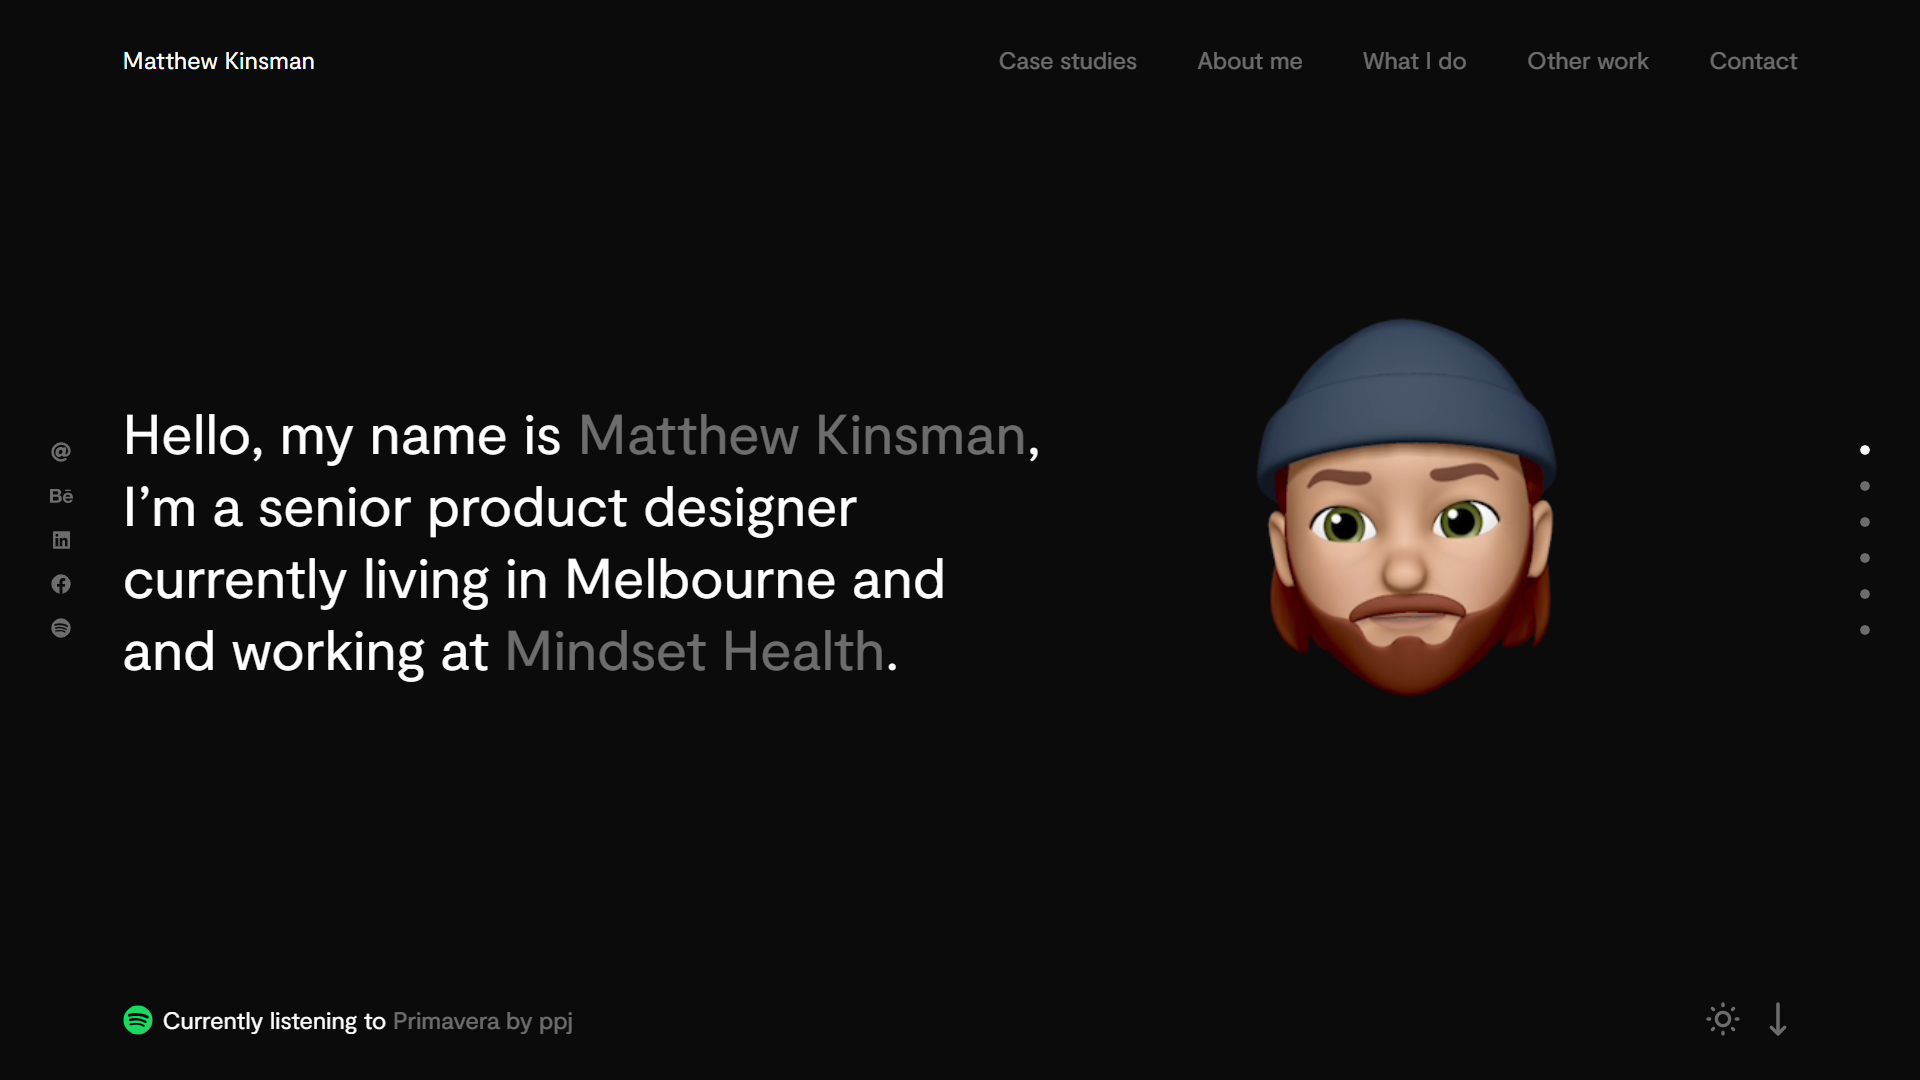 Matthew Kinsman
Case studies
About me
What I do
Other work
Contact
@
Bē
in
Hello, my name is Matthew Kinsman,
I’m a senior product designer
currently living in Melbourne and
and working at Mindset Health.
Currently listening to Primavera by ppj